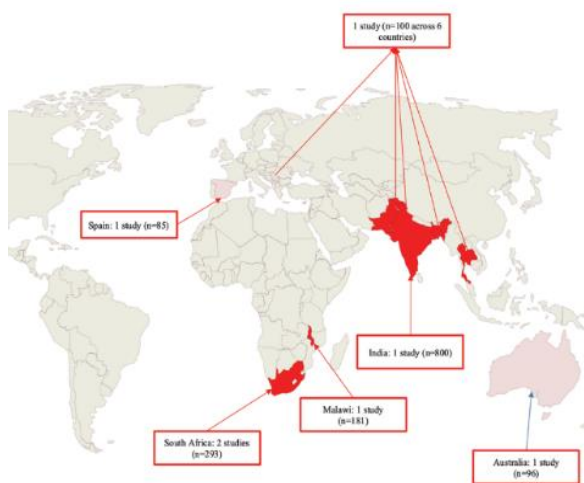 1 study (n=100 across 6
countries)
Spain: 1 study (n=85)
India: 1 study (n=800)
Malawi: 1 study
(n=181)
South Africa: 2 studies
(n=293)
Australia: 1 study
(n=96)